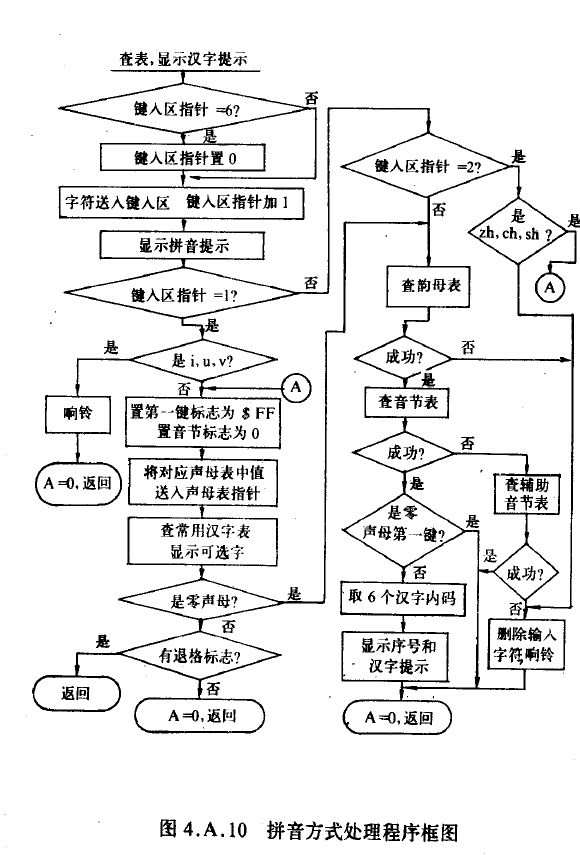 查表,显示汉字提示
键入区指针 =6?
否
是
键入区指针置 0
字符送入键入区 键入区指针加 1
显示拼音提示
键入区指针 =1?
否
是
是 i, u, v?
是
否
响铃
A =0, 返回
A
置第一键标志为 $ FF
置音节标志为 0
将对应声母表中值
送入声母表指针
查常用汉字表
显示可选字
是零声母?
是
否
有退格标志?
是
否
返回
A =0, 返回
键入区指针 =2?
是
否
是
zh, ch, sh ?
是
A
查韵母表
成功?
否
是
查音节表
成功?
否
是
查辅助
音节表
是零
声母第一键?
是
否
成功?
是
否
取 6 个汉字内码
显示序号和
汉字提示
删除输入
字符,响铃
A =0, 返回
图 4.A.10 拼音方式处理程序框图